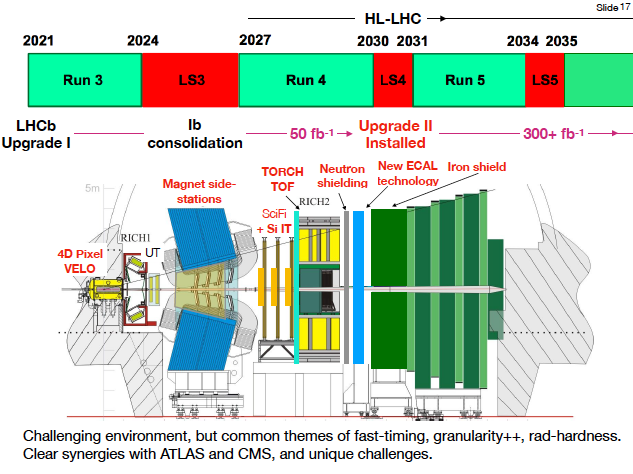 Slide 17
HL-LHC
2021 2024 2027 2030 2031 2034 2035
Run 3 LS3 Run 4 LS4 Run 5 LS5
LHCb Ib 50 fb-1 Upgrade II 300+ fb-1
Upgrade I consolidation Installed
5m
Magnet side-
stations
TORCH
TOF
Neutron
shielding
New ECAL
technology
Iron shield
RICH2
SciFi
+ Si IT
RICH1
UT
4D Pixel
VELO
Challenging environment, but common themes of fast-timing, granularity++, rad-hardness.
Clear synergies with ATLAS and CMS, and unique challenges.